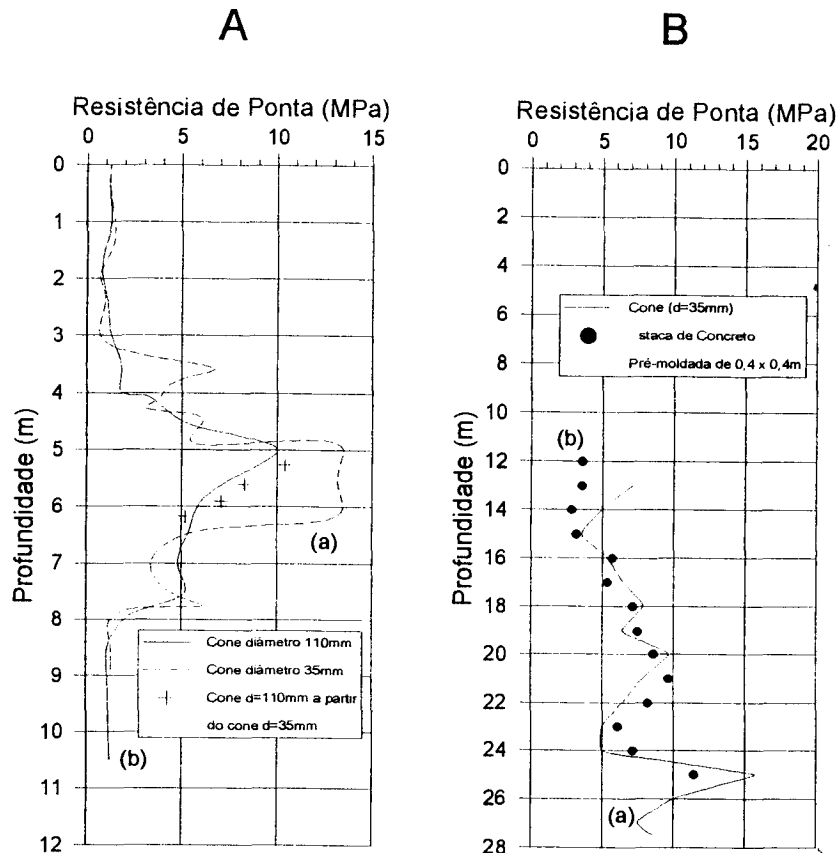 A
Resistência de Ponta (MPa)
0 5 10 15
Profundidade (m)
0
1
2
3
4
5
6
7
8
9
10
11
12
(a)
Cone diâmetro 110mm
Cone diâmetro 35mm
Cone d=110mm a partir
do cone d=35mm
(b)
B
Resistência de Ponta (MPa)
0 5 10 15 20
Profundidade (m)
0
2
4
6
8
10
12
14
16
18
20
22
24
26
28
Cone (d=35mm)
staca de Concreto
Pré-moldada de 0,4 x 0,4m
(b)
(a)